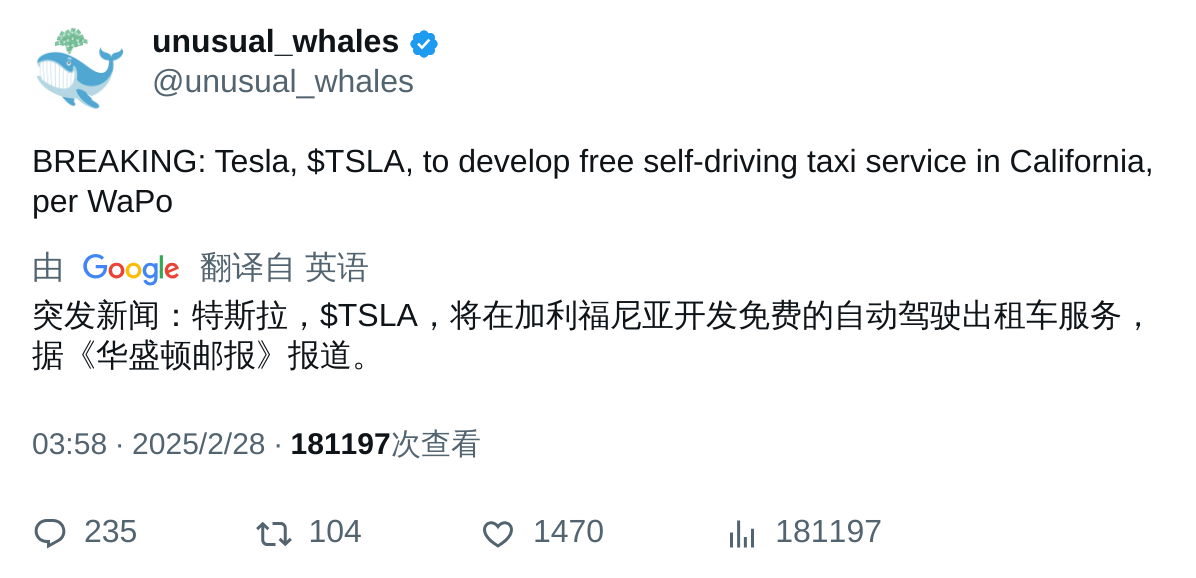 unusual_whales
@unusual_whales
BREAKING: Tesla, $TSLA, to develop free self-driving taxi service in California,
per WaPo
由 Google 翻译自 英语
突发新闻：特斯拉，$TSLA，将在加利福尼亚开发免费的自动驾驶出租车服务，
据《华盛顿邮报》报道。
03:58 · 2025/2/28 · 181197次查看
235 104 1470 181197